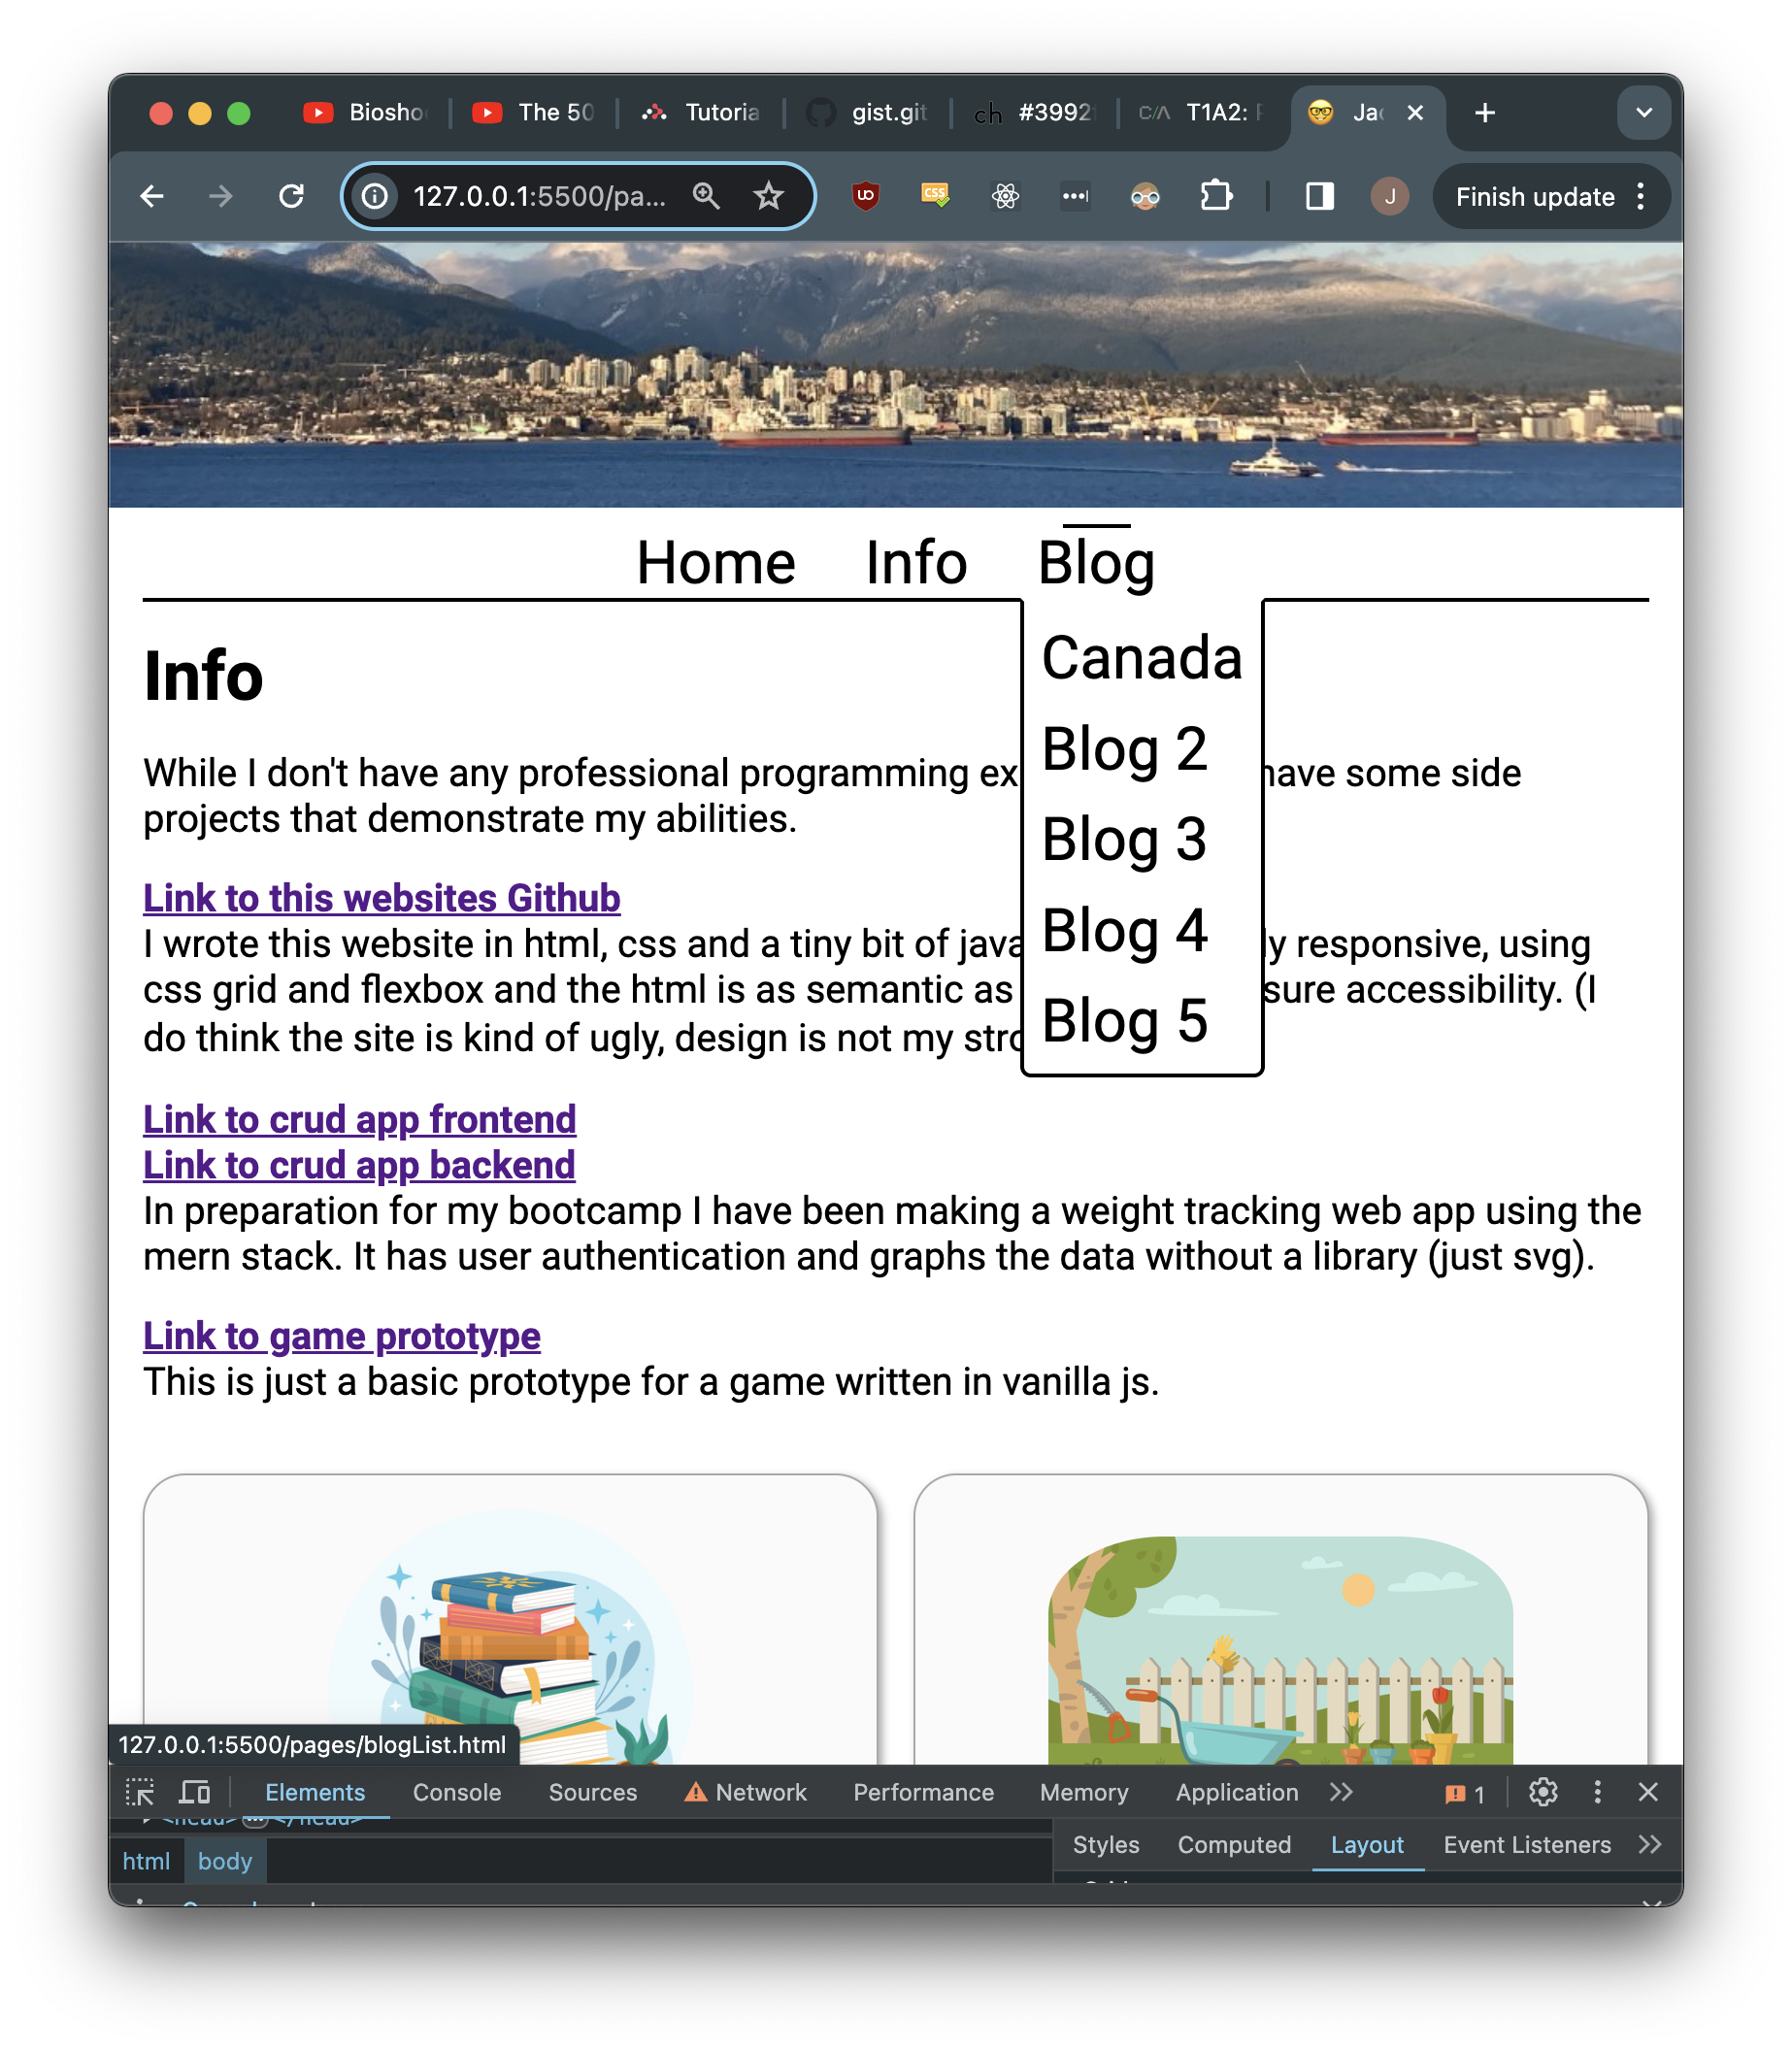 Biosho
The 50
Tutoria
gist.git
ch #3992
C/A T1A2:
Ja
127.0.0.1:5500/pa...
CSS
J
Finish update
Home Info Blog
Canada
Blog 2
Blog 3
Blog 4
Blog 5
Info
While I don't have any professional programming ex have some side
projects that demonstrate my abilities.
Link to this websites Github
I wrote this website in html, css and a tiny bit of java ly responsive, using
css grid and flexbox and the html is as semantic as sure accessibility. (I
do think the site is kind of ugly, design is not my stro
Link to crud app frontend
Link to crud app backend
In preparation for my bootcamp I have been making a weight tracking web app using the
mern stack. It has user authentication and graphs the data without a library (just svg).
Link to game prototype
This is just a basic prototype for a game written in vanilla js.
127.0.0.1:5500/pages/blogList.html
Elements Console Sources Network Performance Memory Application 1
<head> </head>
Styles Computed Layout Event Listeners
html body